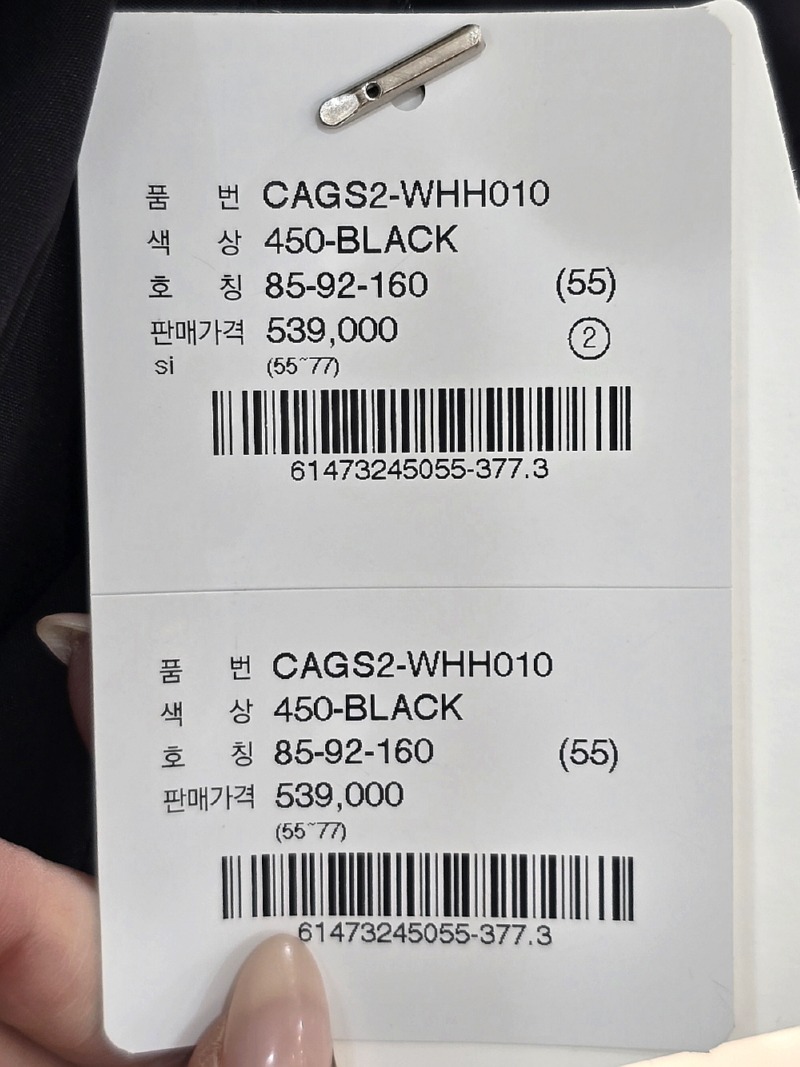 품 번 CAGS2-WHH010
색 상 450-BLACK
호 칭 85-92-160 (55)
판매가격 539,000 ②
si (55~77)
61473245055-377.3
품 번 CAGS2-WHH010
색 상 450-BLACK
호 칭 85-92-160 (55)
판매가격 539,000
(55~77)
61473245055-377.3